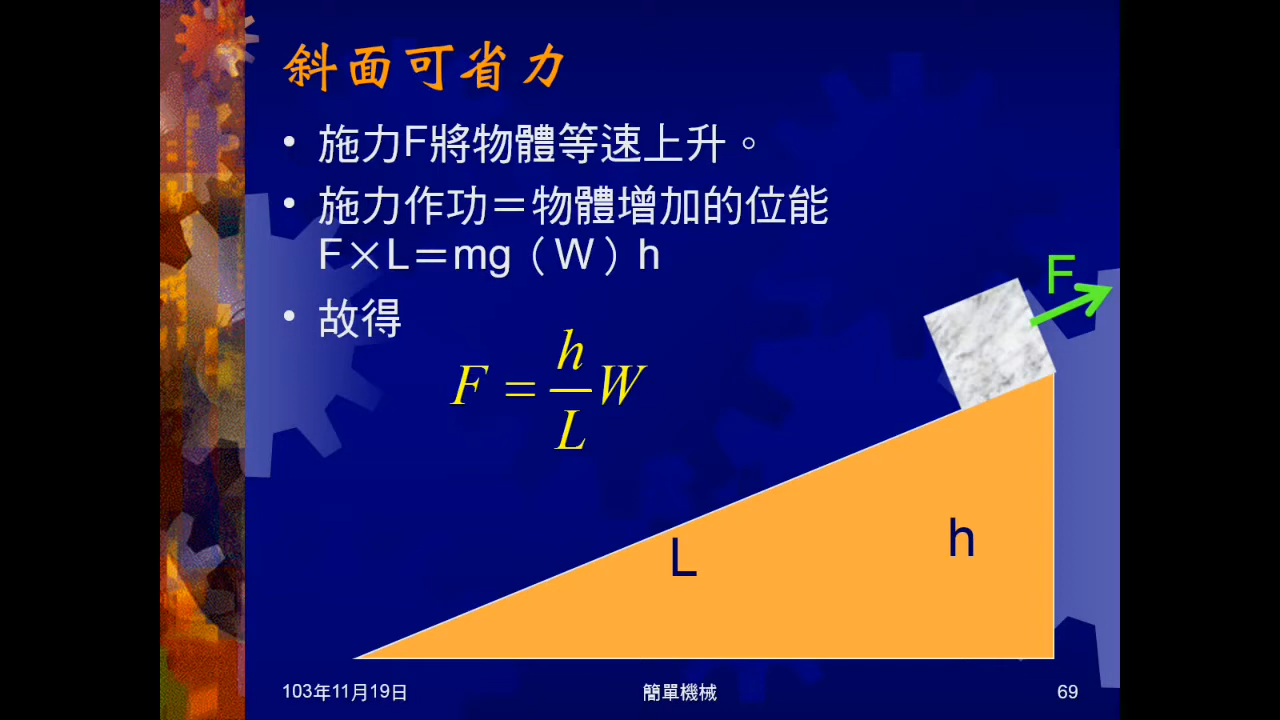 斜面可省力
• 施力F將物體等速上升。
• 施力作功＝物體增加的位能
F×L＝mg（W）h
• 故得
F = h/L W
F
L
h
103年11月19日
簡單機械
69